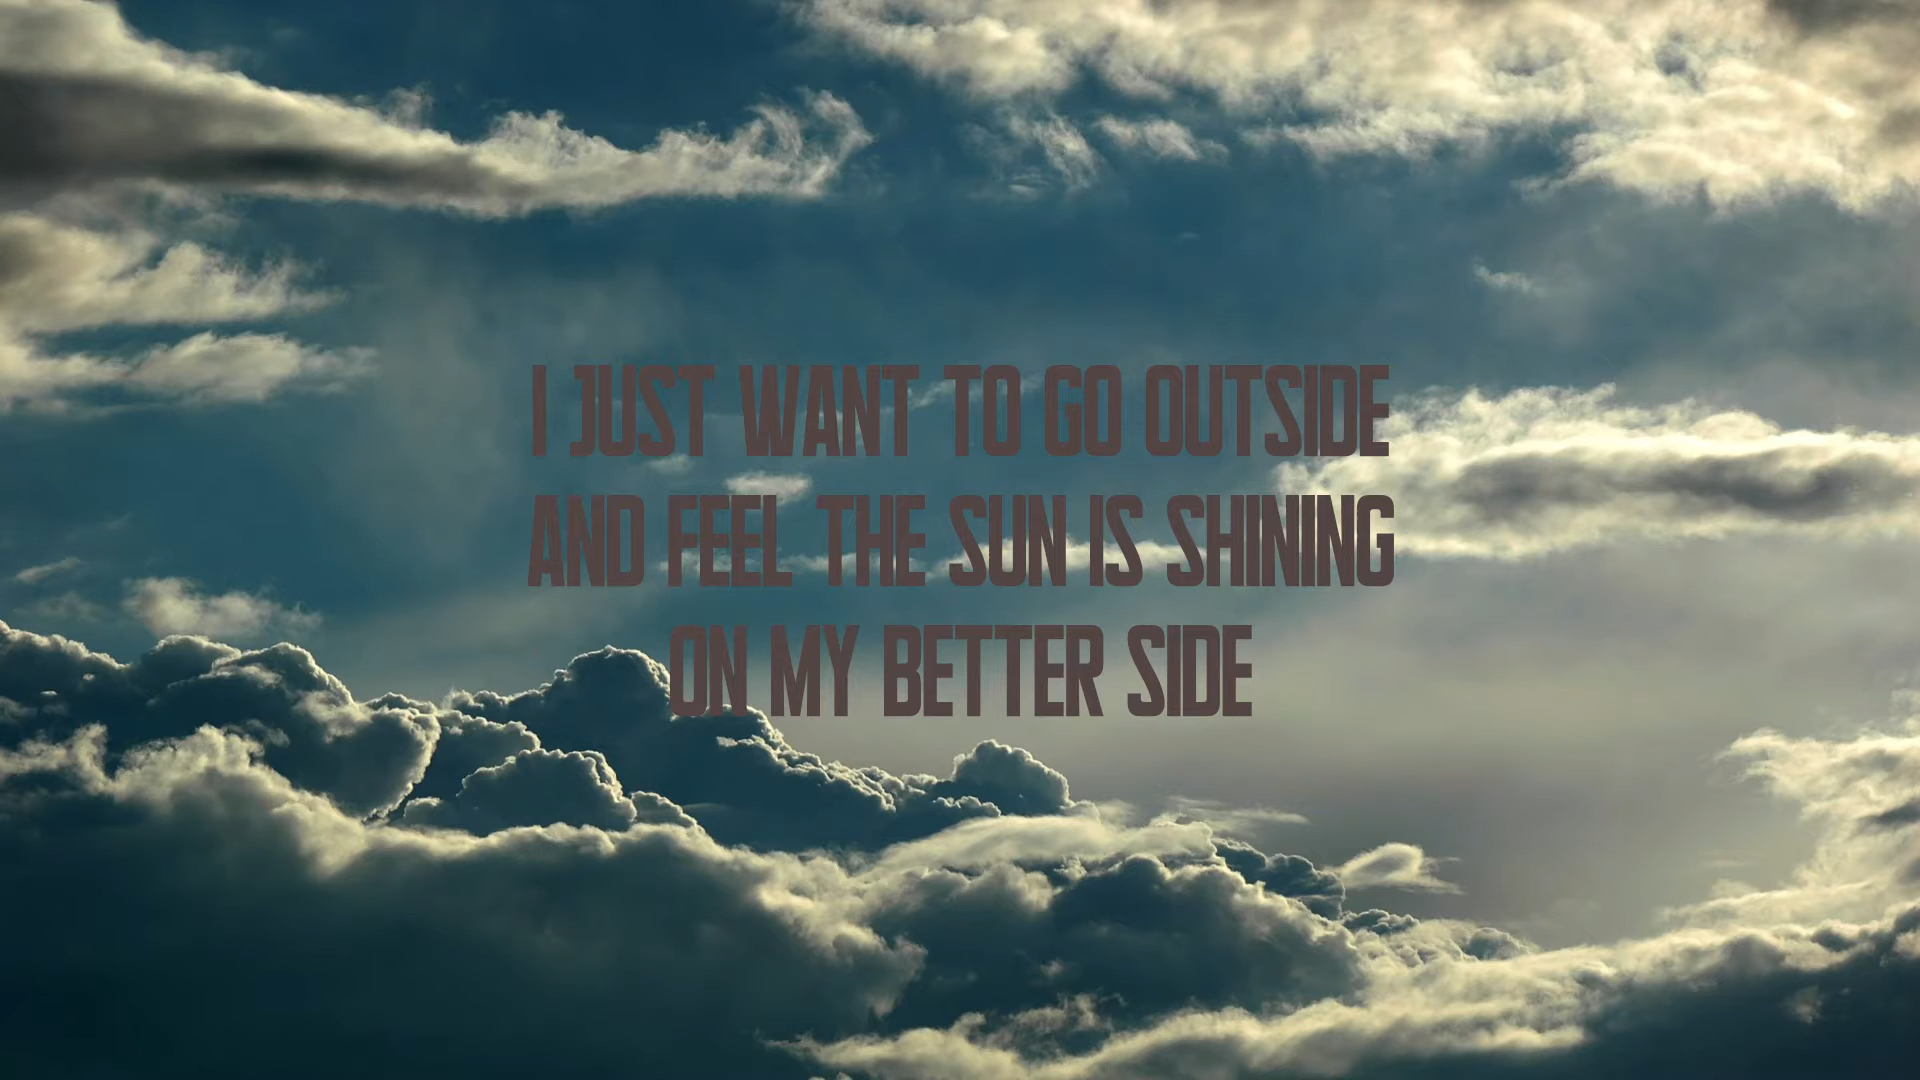 I JUST WANT TO GO OUTSIDE
AND FEEL THE SUN IS SHINING
ON MY BETTER SIDE